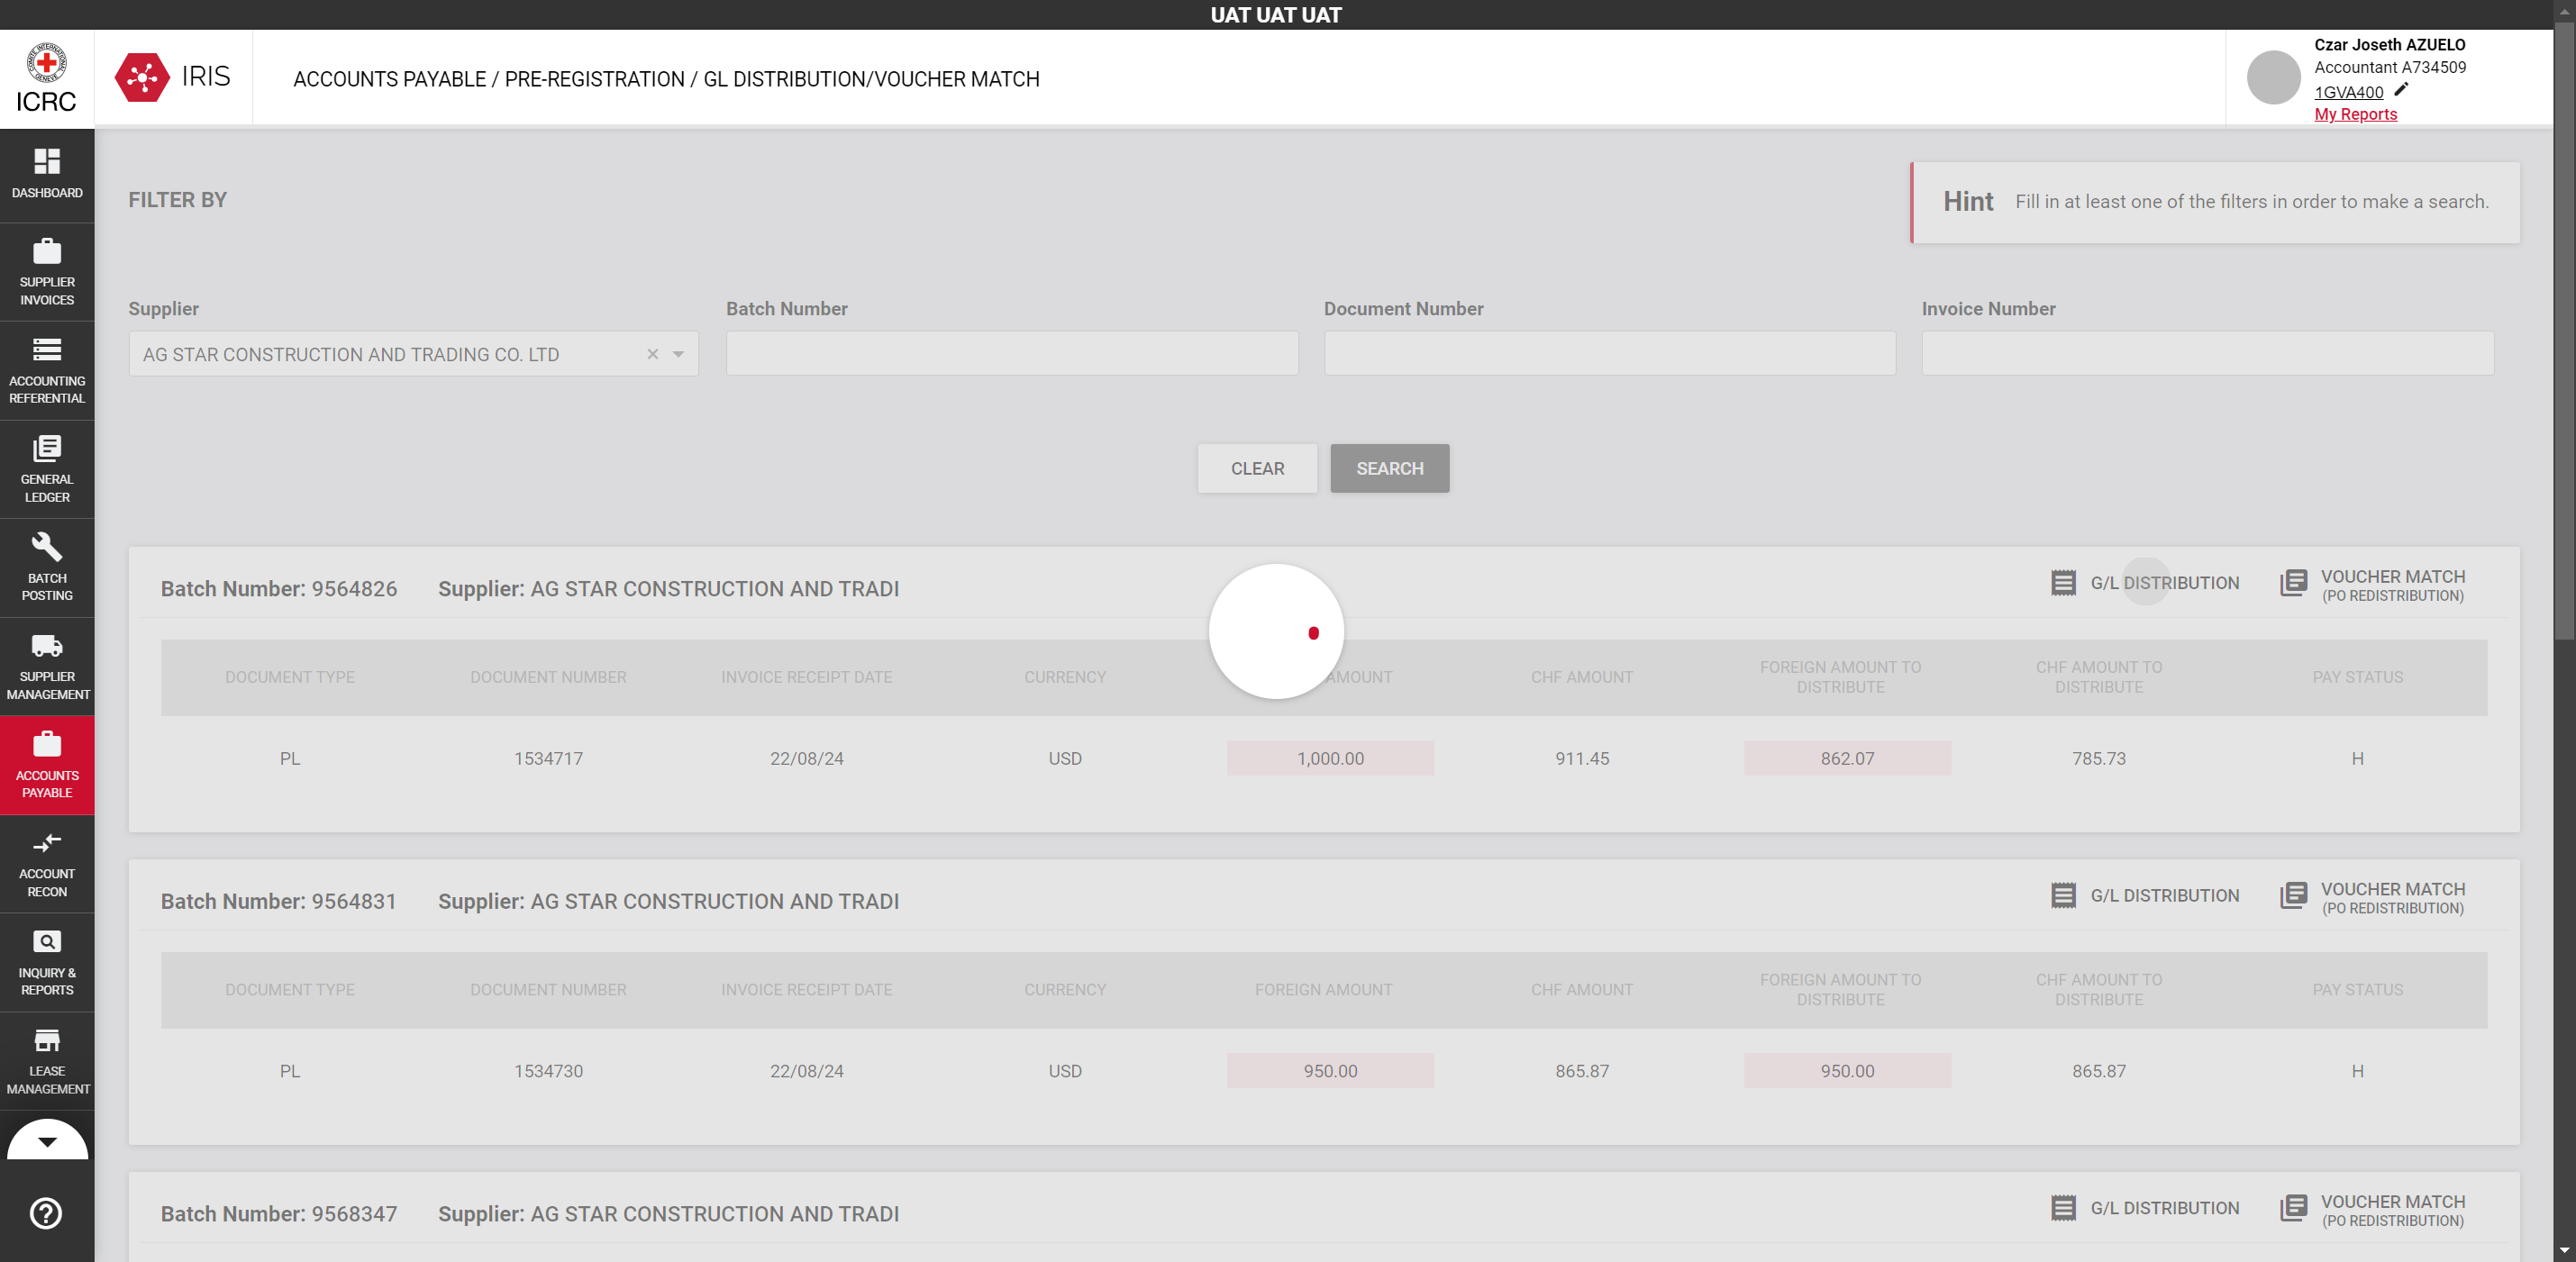 UAT UAT UAT
ICRC
IRIS
ACCOUNTS PAYABLE / PRE-REGISTRATION / GL DISTRIBUTION/VOUCHER MATCH
Czar Joseth AZUELO
Accountant A734509
1GVA400
My Reports
DASHBOARD
SUPPLIER
INVOICES
ACCOUNTING
REFERENTIAL
GENERAL
LEDGER
BATCH
POSTING
SUPPLIER
MANAGEMENT
ACCOUNTS
PAYABLE
ACCOUNT
RECON
INQUIRY &
REPORTS
LEASE
MANAGEMENT
FILTER BY
Hint Fill in at least one of the filters in order to make a search.
Supplier Batch Number Document Number Invoice Number
AG STAR CONSTRUCTION AND TRADING CO. LTD
CLEAR SEARCH
Batch Number: 9564826 Supplier: AG STAR CONSTRUCTION AND TRADI G/L DISTRIBUTION VOUCHER MATCH
(PO REDISTRIBUTION)
DOCUMENT TYPE DOCUMENT NUMBER INVOICE RECEIPT DATE CURRENCY AMOUNT CHF AMOUNT FOREIGN AMOUNT TO DISTRIBUTE CHF AMOUNT TO DISTRIBUTE PAY STATUS
PL 1534717 22/08/24 USD 1,000.00 911.45 862.07 785.73 H
Batch Number: 9564831 Supplier: AG STAR CONSTRUCTION AND TRADI G/L DISTRIBUTION VOUCHER MATCH
(PO REDISTRIBUTION)
DOCUMENT TYPE DOCUMENT NUMBER INVOICE RECEIPT DATE CURRENCY FOREIGN AMOUNT CHF AMOUNT FOREIGN AMOUNT TO DISTRIBUTE CHF AMOUNT TO DISTRIBUTE PAY STATUS
PL 1534730 22/08/24 USD 950.00 865.87 950.00 865.87 H
Batch Number: 9568347 Supplier: AG STAR CONSTRUCTION AND TRADI G/L DISTRIBUTION VOUCHER MATCH
(PO REDISTRIBUTION)